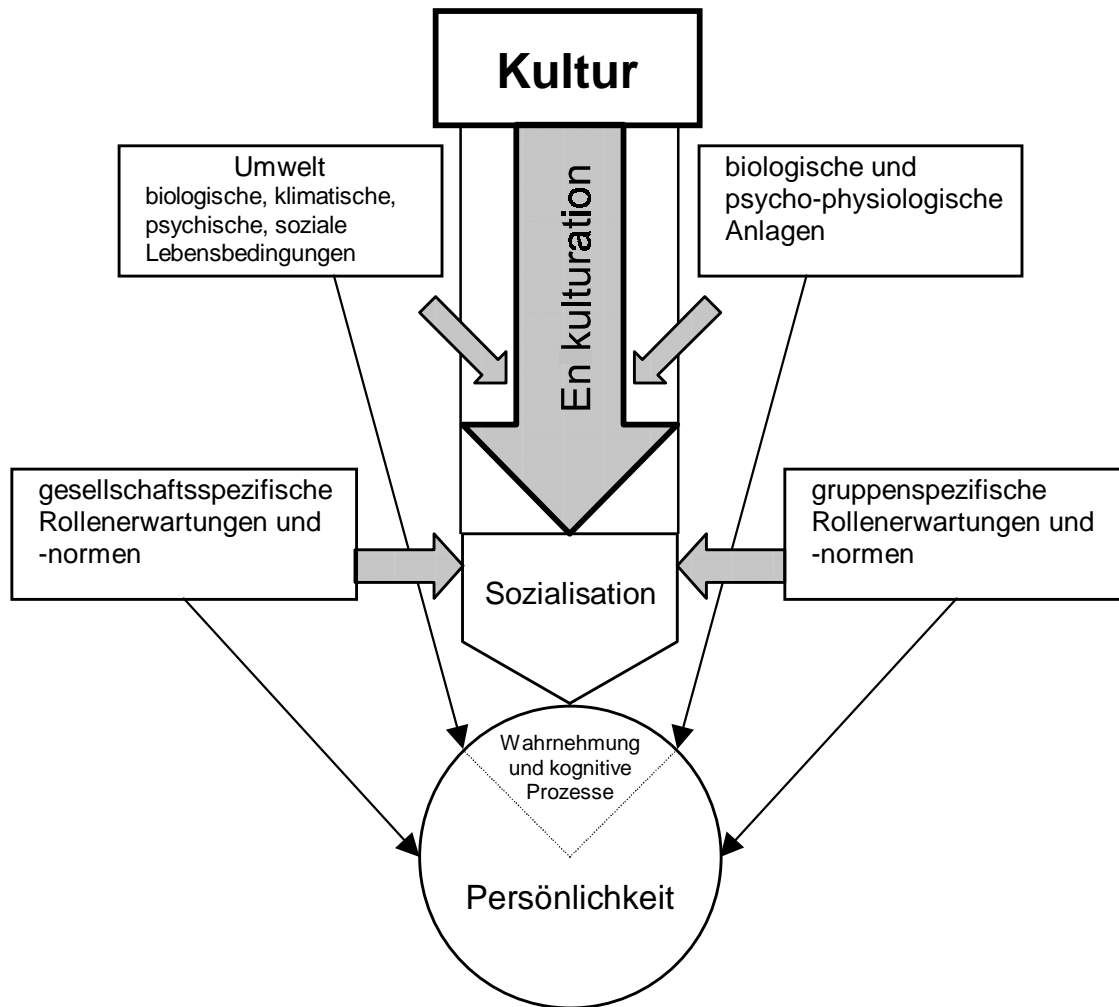 Kultur
Umwelt
biologische, klimatische,
psychische, soziale
Lebensbedingungen
biologische und
psycho-physiologische
Anlagen
En kulturation
gesellschaftsspezifische
Rollenerwartungen und
-normen
gruppenspezifische
Rollenerwartungen und
-normen
Sozialisation
Wahrnehmung
und kognitive
Prozesse
Persönlichkeit